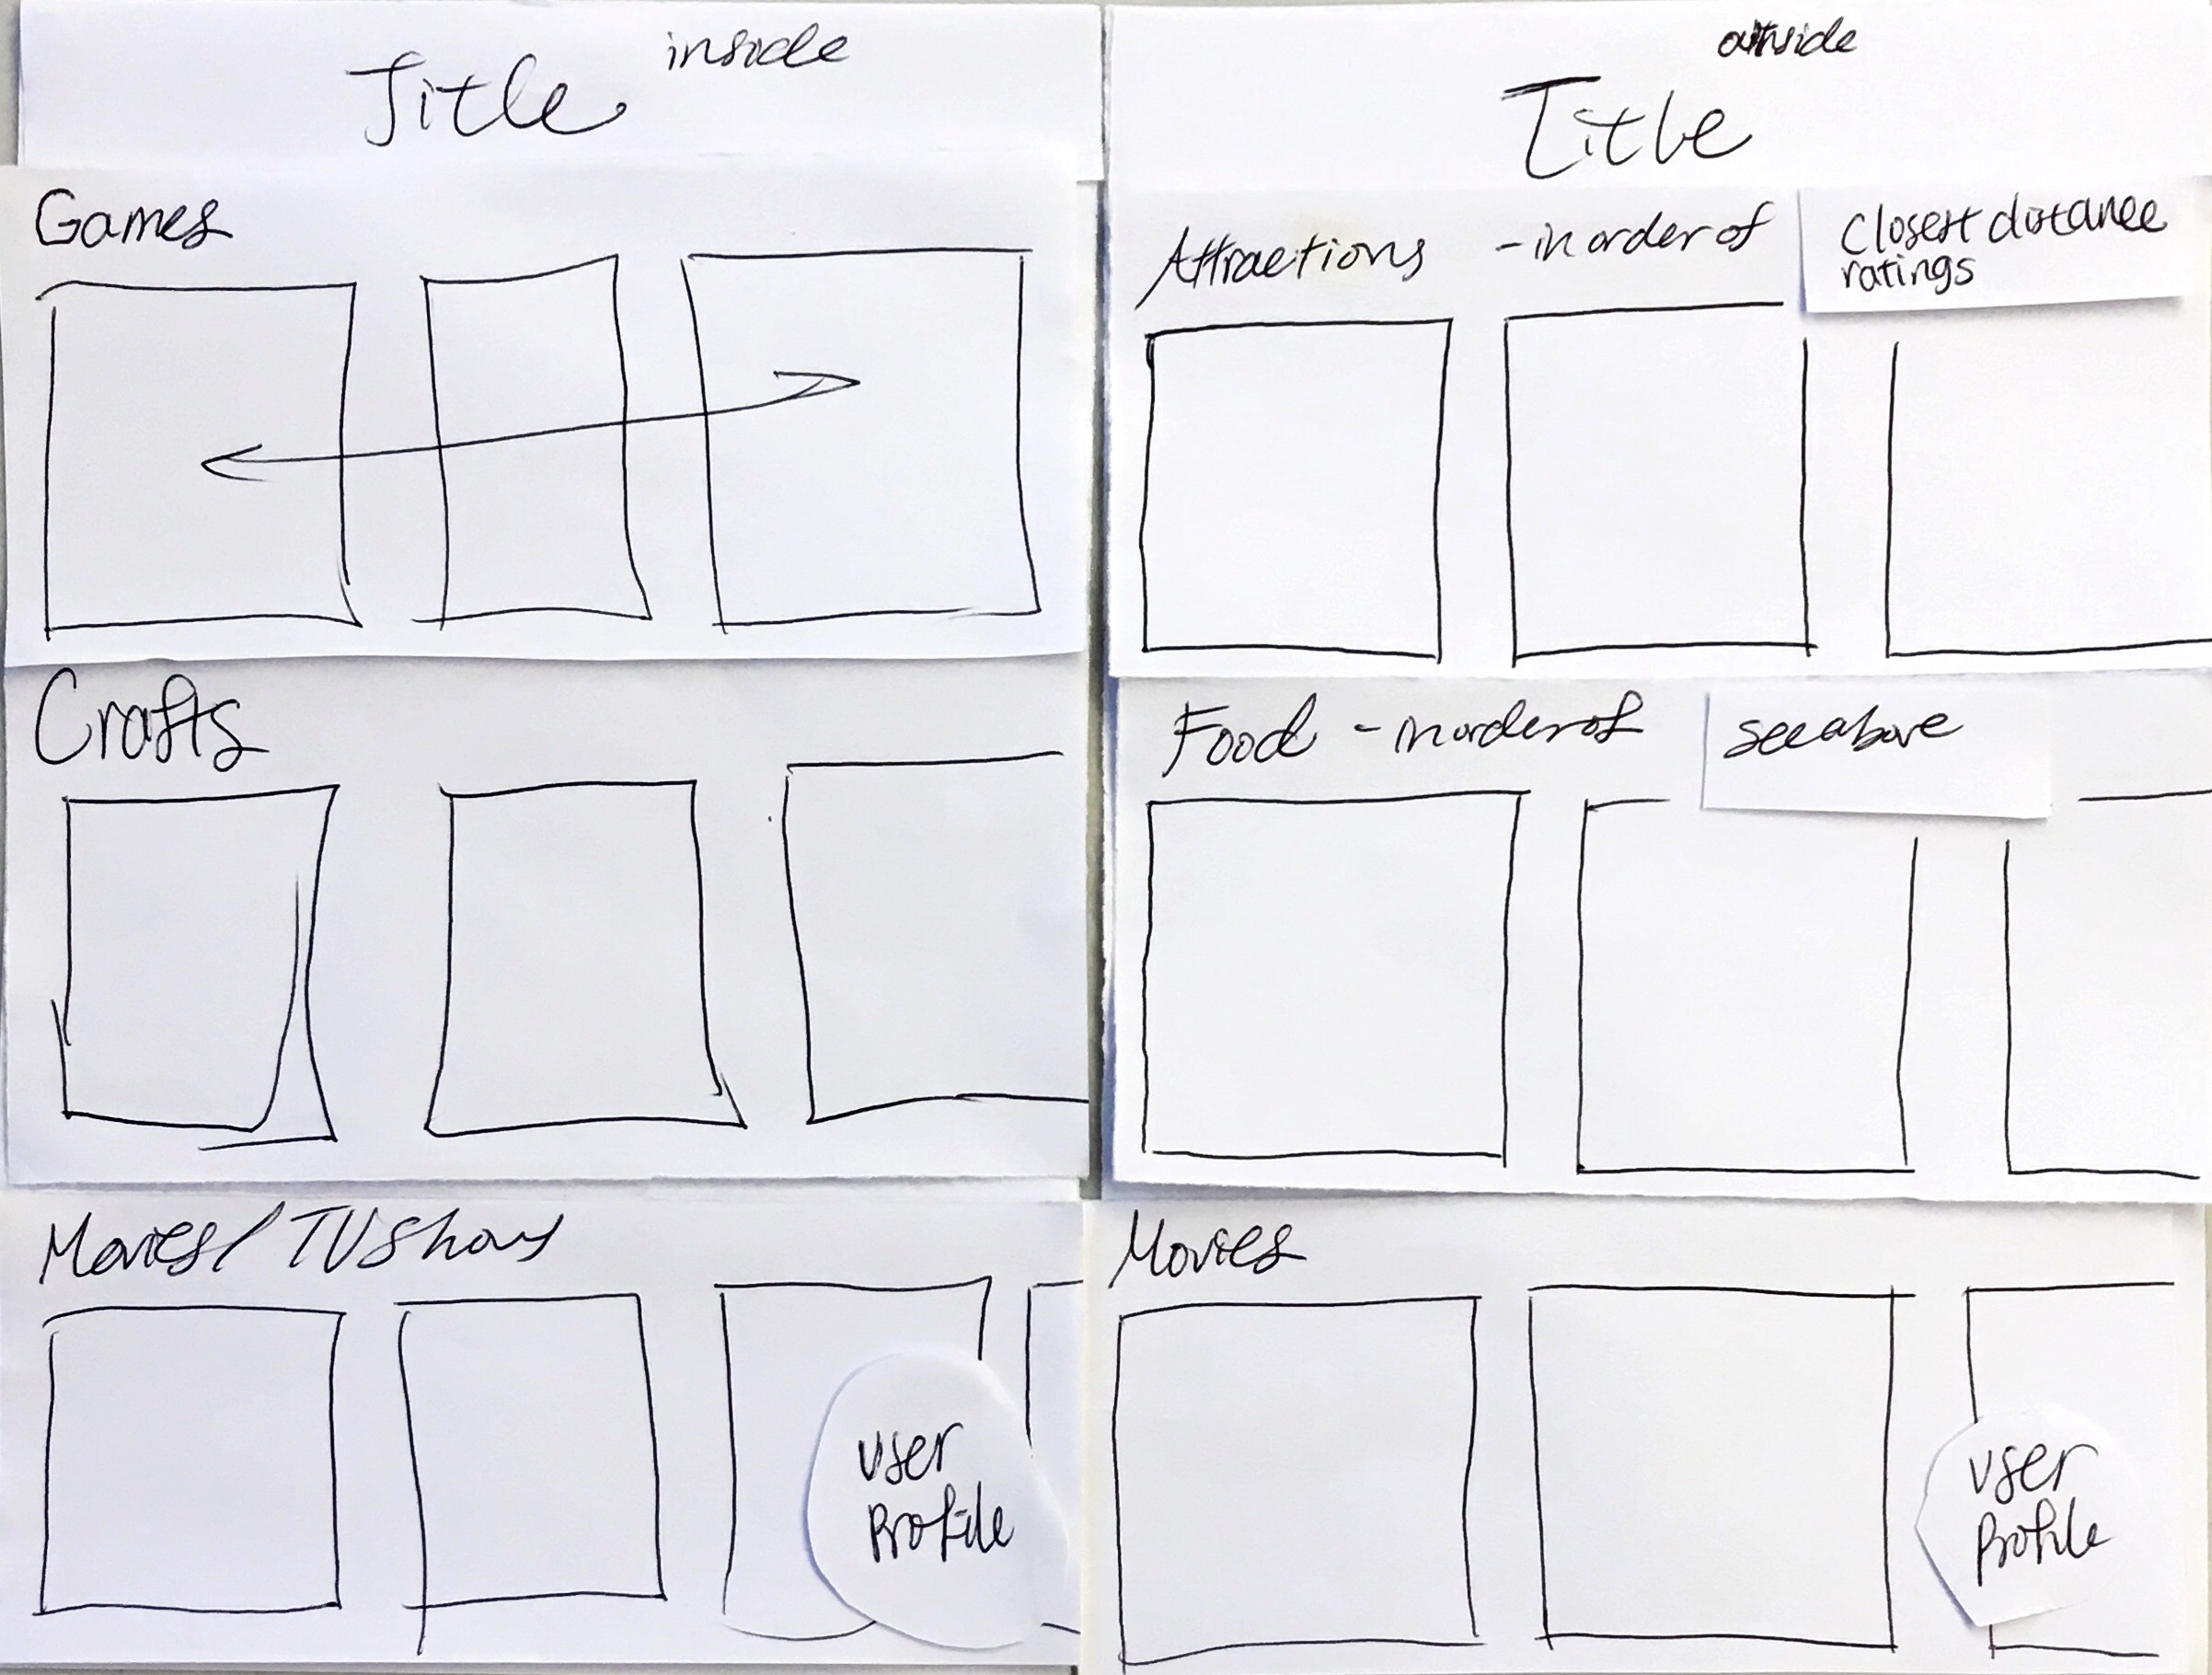 inside
Title
Games
Crafts
Movies/ TV Shows
User
Profile
outside
Title
Attractions - in order of
Closest distance
ratings
Food - in order of
see above
Movies
User
Profile